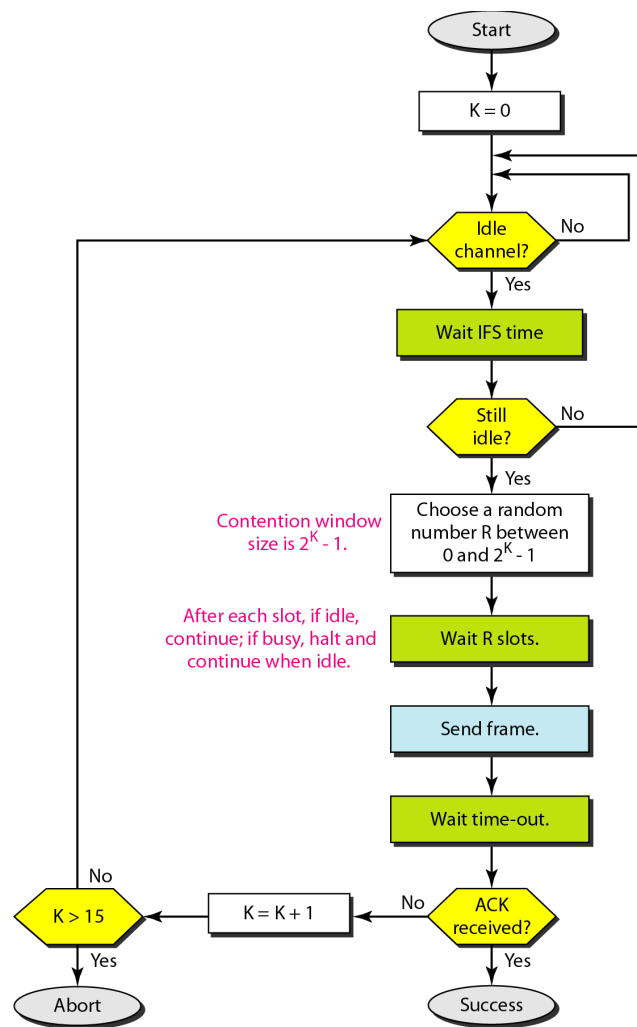 Start
K = 0
Idle
channel?
No
Yes
Wait IFS time
Still
idle?
No
Yes
Contention window
size is 2^K - 1.
Choose a random
number R between
0 and 2^K - 1
After each slot, if idle,
continue; if busy, halt and
continue when idle.
Wait R slots.
Send frame.
Wait time-out.
ACK
received?
No
Yes
K = K + 1
K > 15
No
Yes
Abort
Success